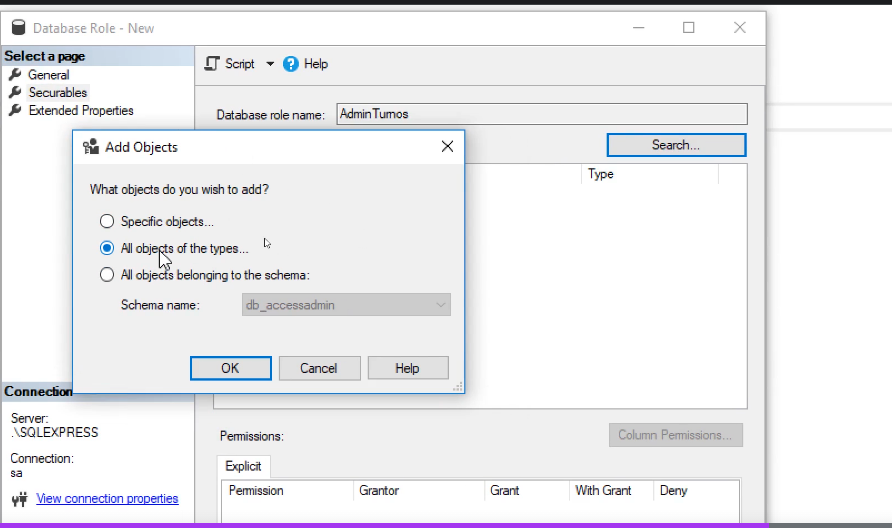 Database Role - New
Select a page
General
Securables
Extended Properties
Script
Help
Database role name:
AdminTurnos
Search...
Type
Add Objects
What objects do you wish to add?
Specific objects...
All objects of the types...
All objects belonging to the schema:
Schema name:
db_accessadmin
OK
Cancel
Help
Connection
Server:
.\SQLEXPRESS
Connection:
sa
View connection properties
Permissions:
Column Permissions...
Explicit
Permission
Grantor
Grant
With Grant
Deny